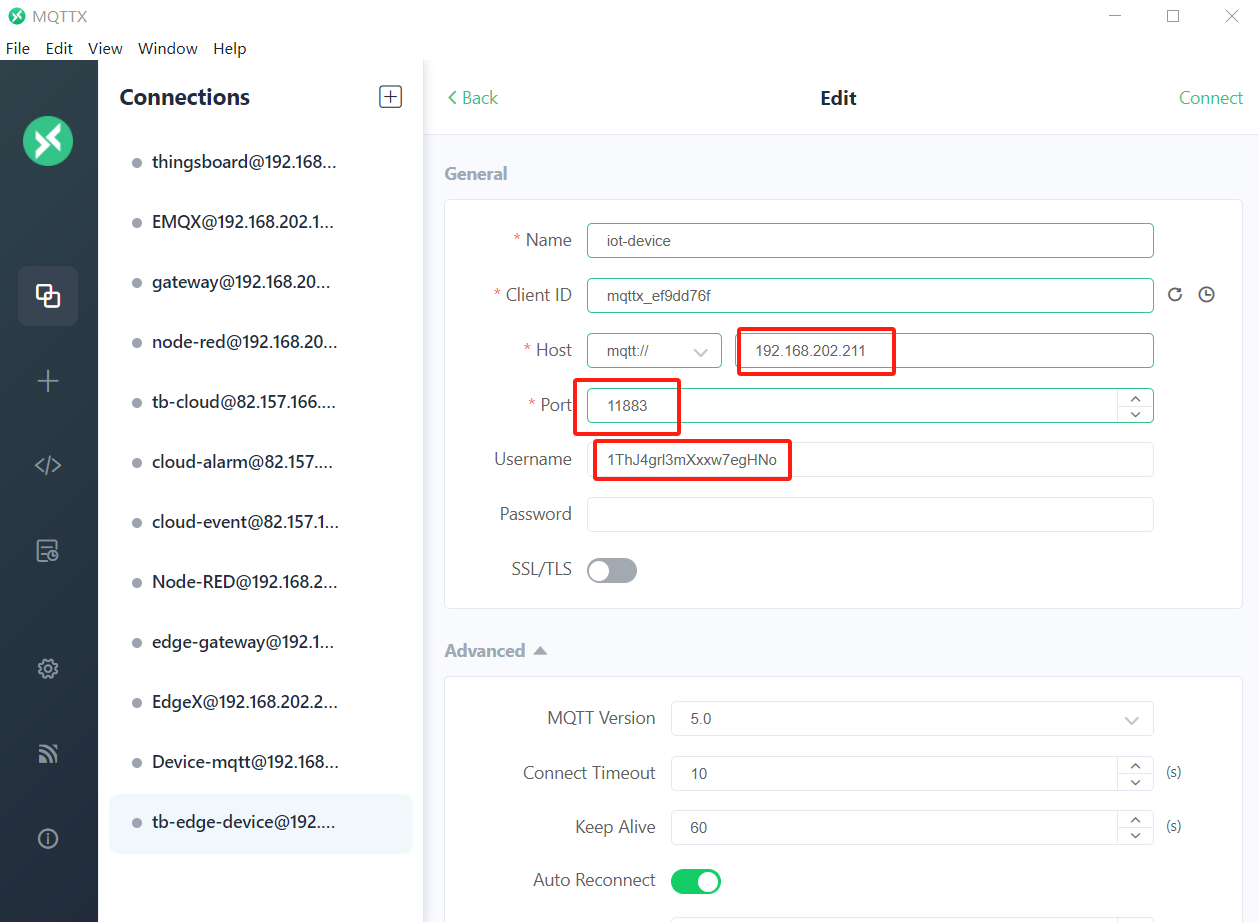 MQTTX
File Edit View Window Help
Connections
thingsboard@192.168...
EMQX@192.168.202.1...
gateway@192.168.20...
node-red@192.168.20...
tb-cloud@82.157.166....
cloud-alarm@82.157....
cloud-event@82.157.1...
Node-RED@192.168.2...
edge-gateway@192.1...
EdgeX@192.168.202.2...
Device-mqtt@192.168...
tb-edge-device@192....
Back Edit Connect
General
* Name iot-device
* Client ID mqttx_ef9dd76f
* Host mqtt:// 192.168.202.211
* Port 11883
Username 1ThJ4grl3mXxxw7egHNo
Password
SSL/TLS
Advanced
MQTT Version 5.0
Connect Timeout 10 (s)
Keep Alive 60 (s)
Auto Reconnect